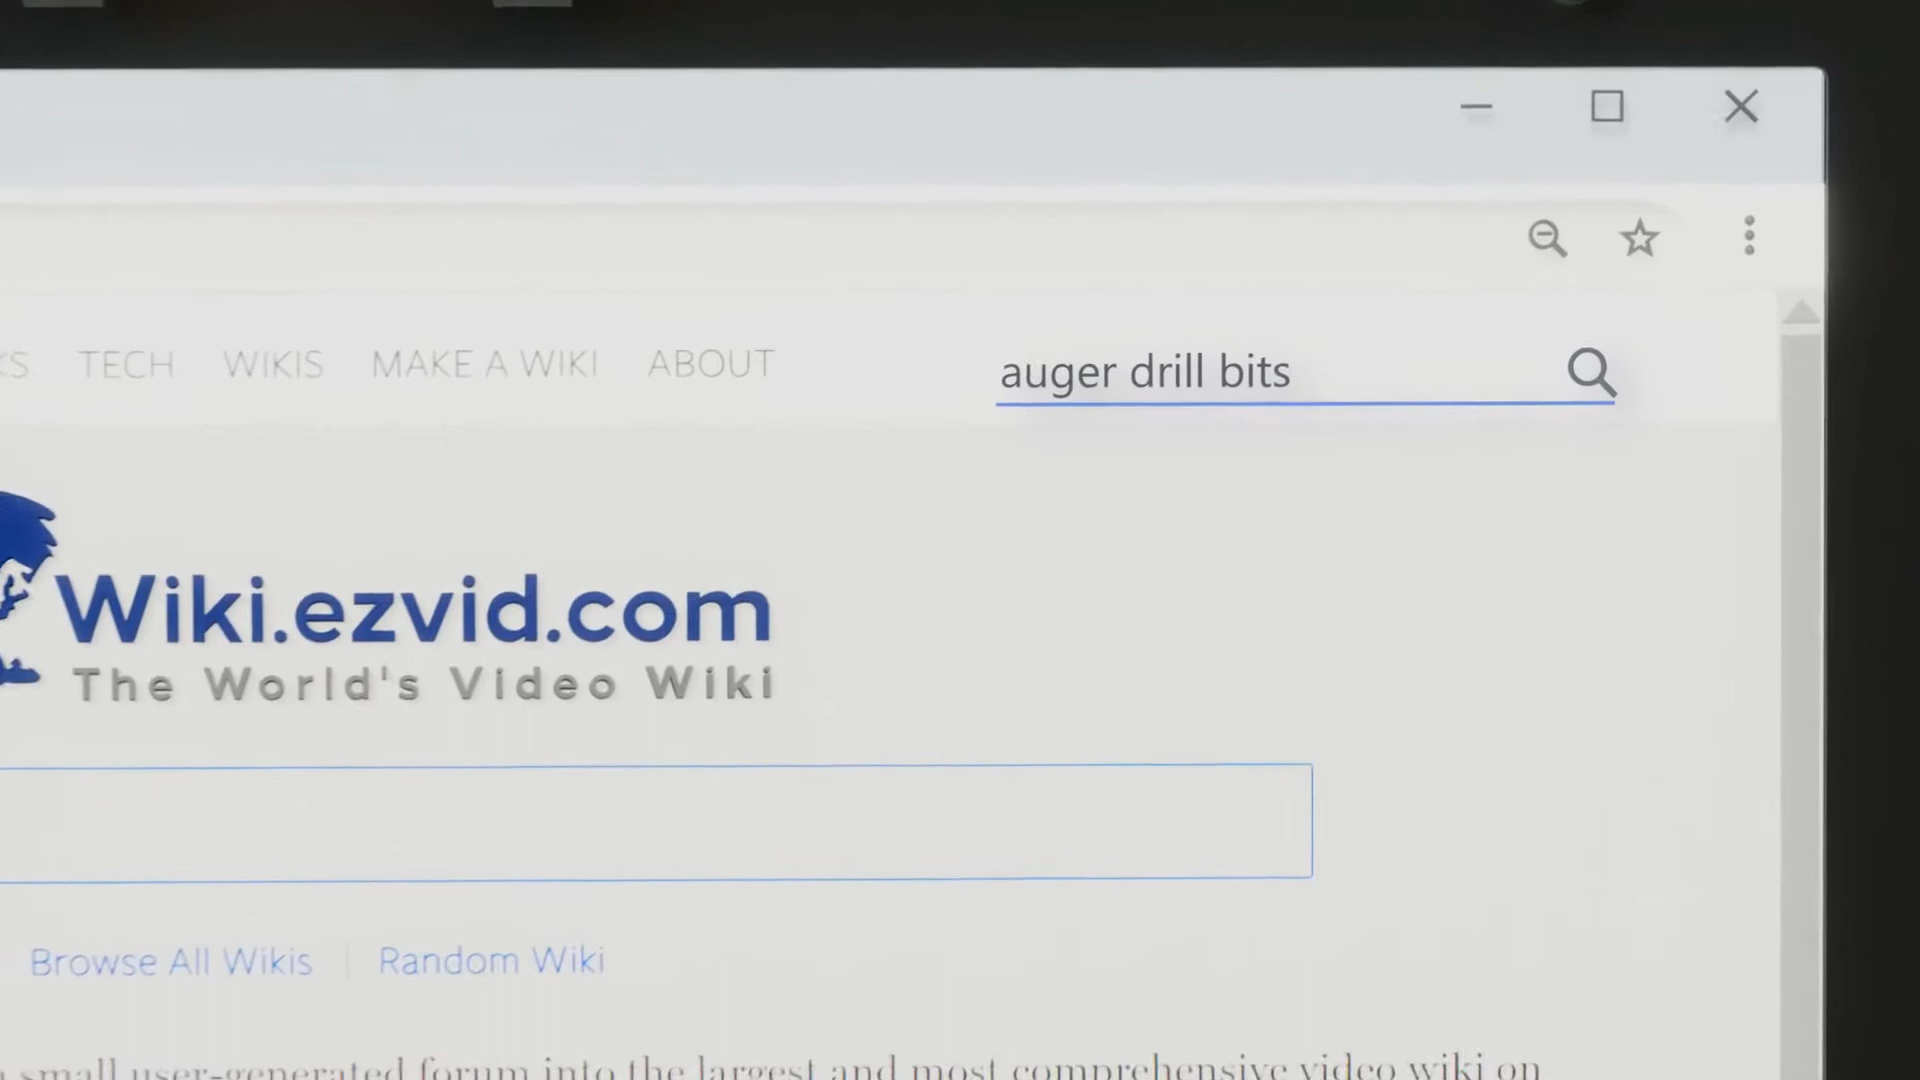 TECH WIKIS MAKE A WIKI ABOUT
auger drill bits
Wiki.ezvid.com
The World's Video Wiki
Browse All Wikis Random Wiki
small user-generated forum into the largest and most comprehensive video wiki on